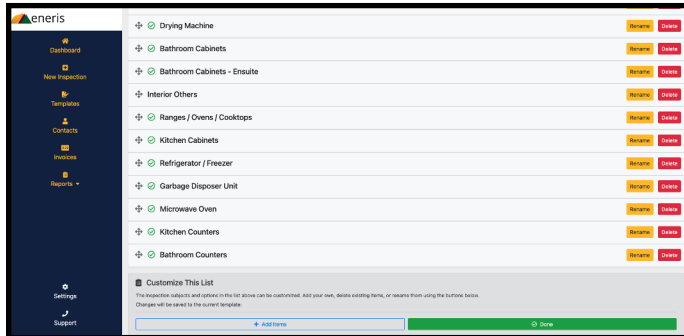 eneris
Dashboard
New Inspection
Templates
Contacts
Invoices
Reports
Settings
Support
Drying Machine Rename Delete
Bathroom Cabinets Rename Delete
Bathroom Cabinets - Ensuite Rename Delete
Interior Others Rename Delete
Ranges / Ovens / Cooktops Rename Delete
Kitchen Cabinets Rename Delete
Refrigerator / Freezer Rename Delete
Garbage Disposer Unit Rename Delete
Microwave Oven Rename Delete
Kitchen Counters Rename Delete
Bathroom Counters Rename Delete
Customize This List
The inspection subjects and options in the list above can be customized. Add your own, delete existing items, or rename them using the buttons below.
Changes will be saved to the current template.
+ Add Items Done